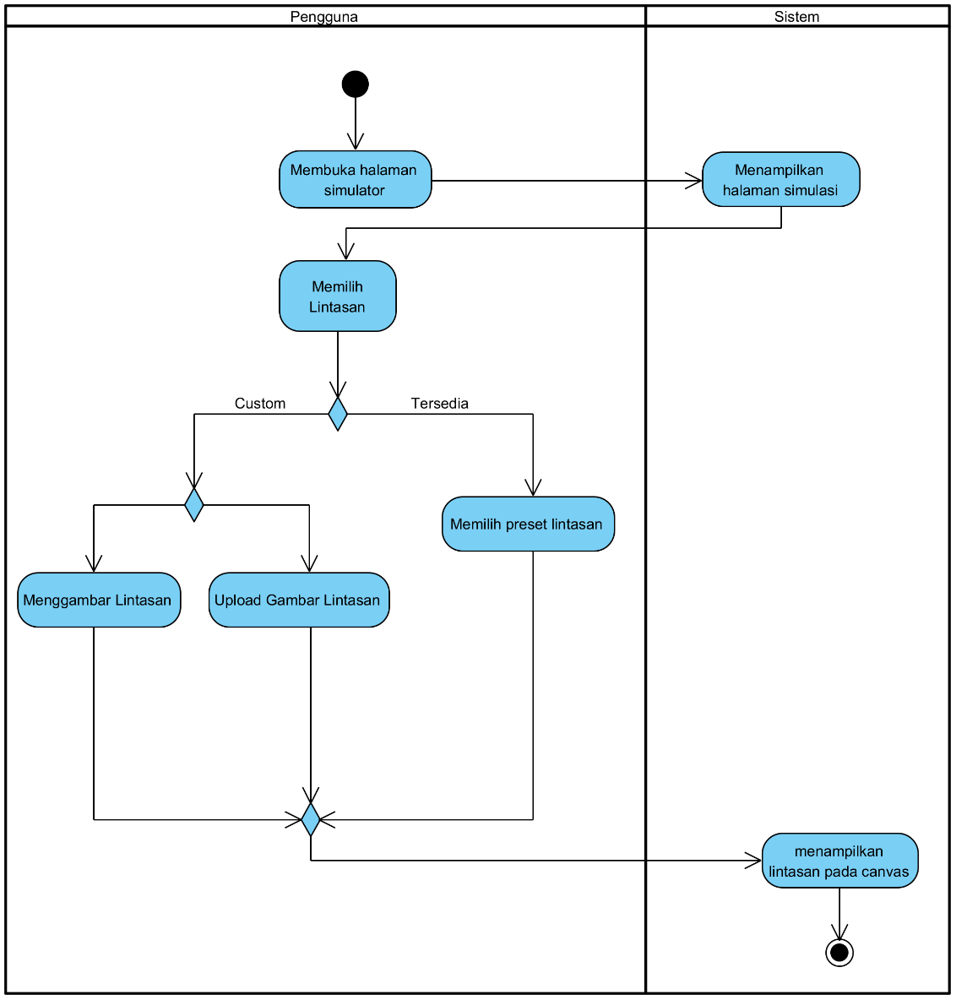 Pengguna
Sistem
Membuka halaman
simulator
Menampilkan
halaman simulasi
Memilih
Lintasan
Custom
Tersedia
Memilih preset lintasan
Menggambar Lintasan
Upload Gambar Lintasan
menampilkan
lintasan pada canvas